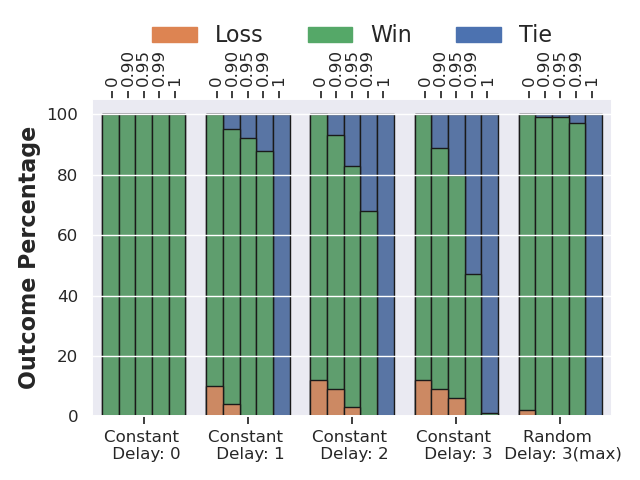 Loss Win Tie
0 0.90 0.95 0.99 1 0 0.90 0.95 0.99 1 0 0.90 0.95 0.99 1 0 0.90 0.95 0.99 1 0 0.90 0.95 0.99 1
Outcome Percentage
100
80
60
40
20
0
Constant Delay: 0
Constant Delay: 1
Constant Delay: 2
Constant Delay: 3
Random Delay: 3(max)